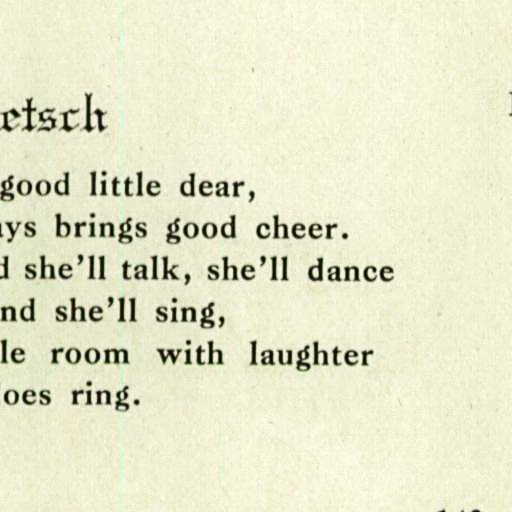 etsch
good little dear,
ays brings good cheer.
d she'll talk, she'll dance
nd she'll sing,
le room with laughter
oes ring.